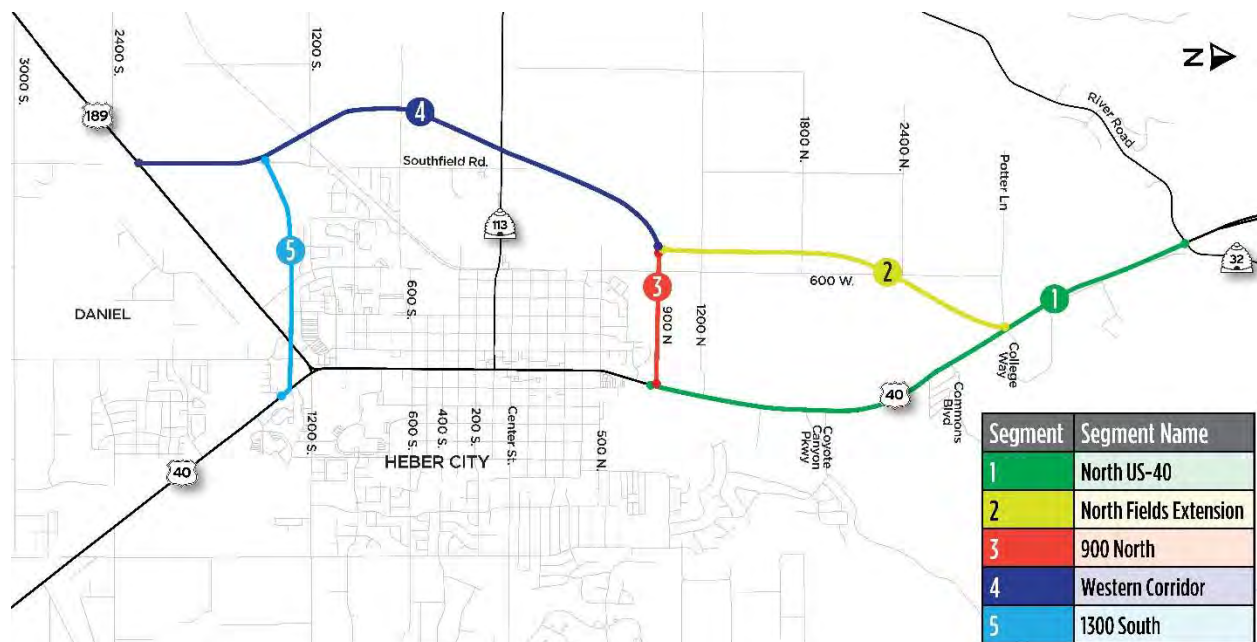 3000 S.
2400 S.
1200 S.
189
4
Southfield Rd.
113
1800 N.
2400 N.
Potter Ln
River Road
N
32
5
3
2
1
600 W.
DANIEL
600 S.
900 N
1200 N.
College
Way
40
Commons
Blvd
Coyote
Canyon
Pkwy
1200 S.
600 S.
400 S.
200 S.
Center St.
500 N.
HEBER CITY
40
Segment Segment Name
1 North US-40
2 North Fields Extension
3 900 North
4 Western Corridor
5 1300 South